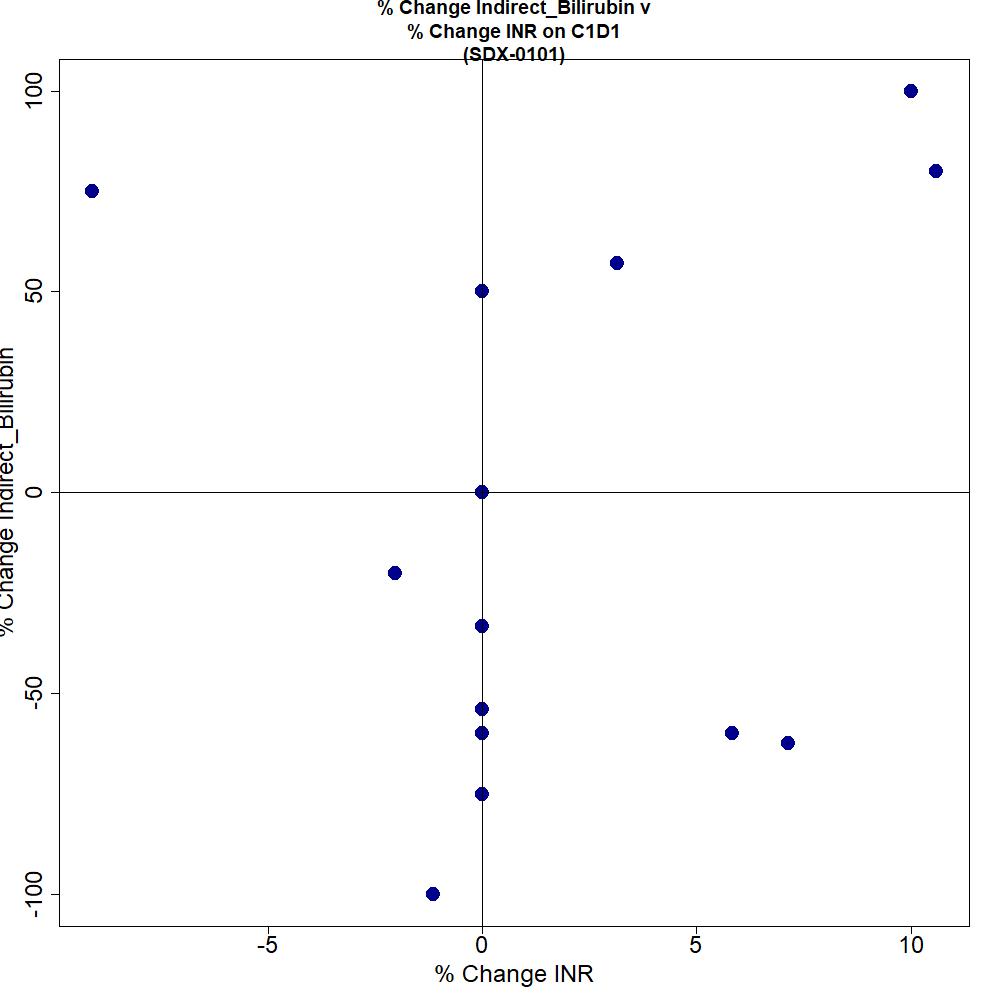 % Change Indirect_Bilirubin v
% Change INR on C1D1
(SDX-0101)
% Change Indirect_Bilirubin
100
50
0
-50
-100
-5
0
5
10
% Change INR